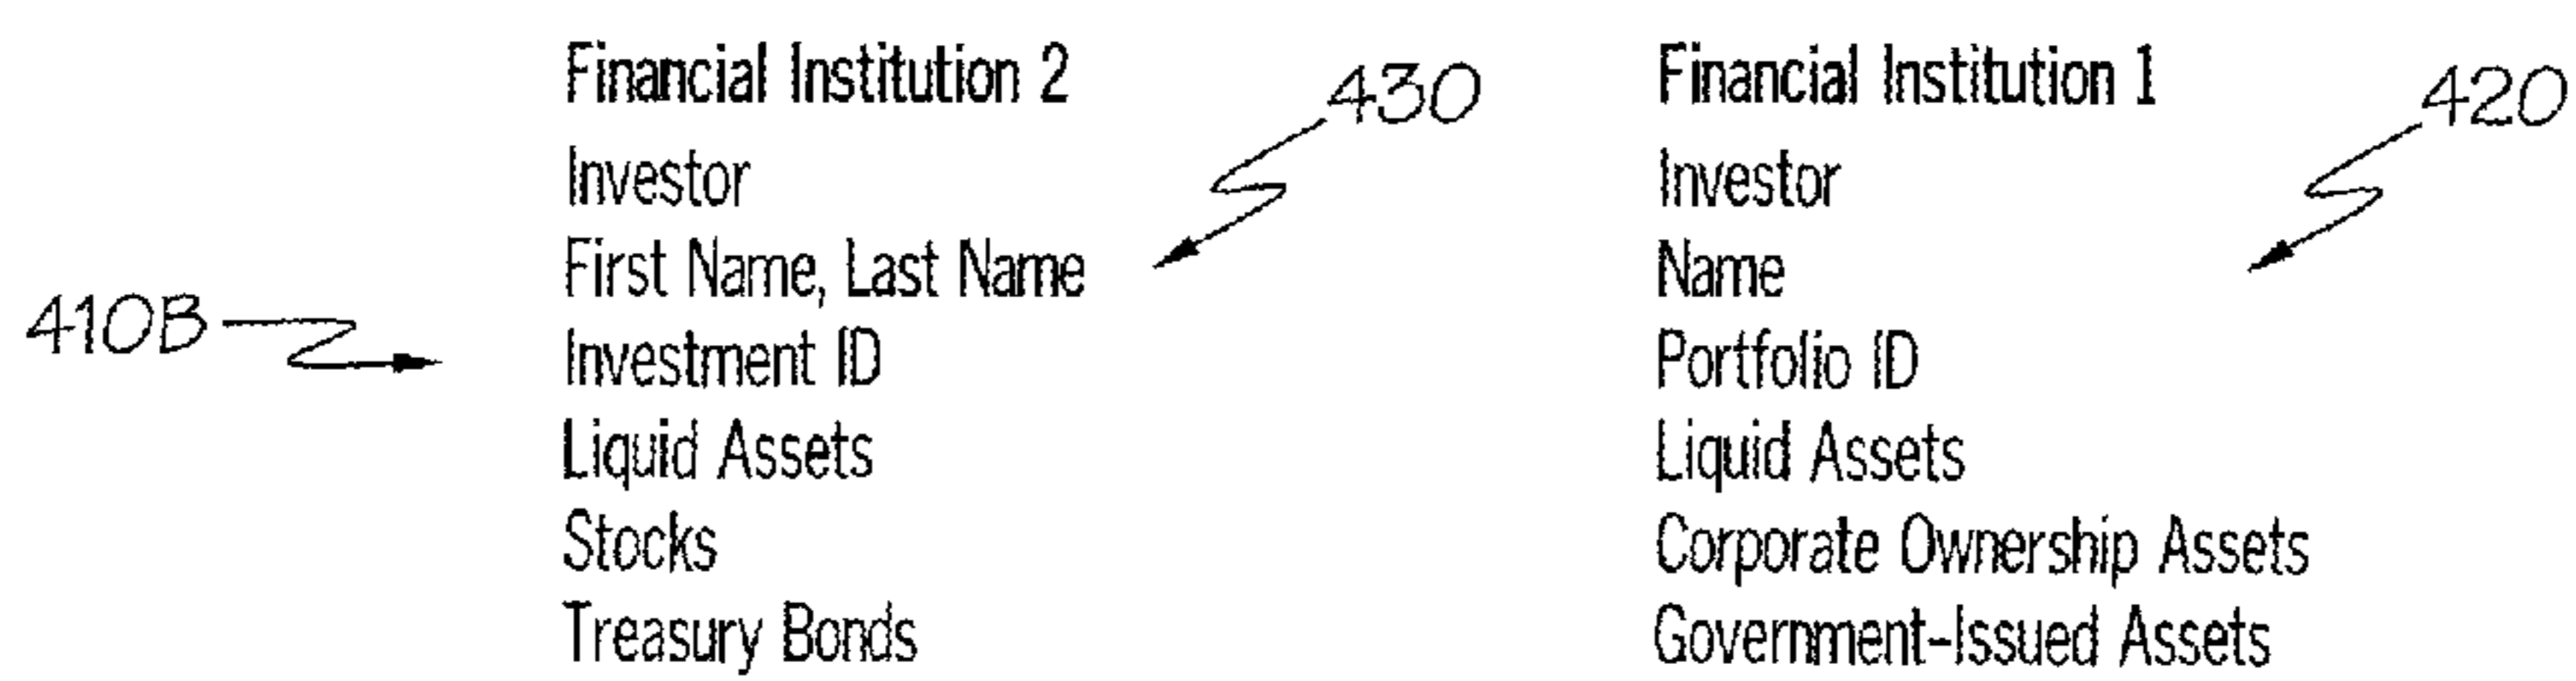 Financial Institution 2
Investor
First Name, Last Name
Investment ID
Liquid Assets
Stocks
Treasury Bonds
430
410B
Financial Institution 1
Investor
Name
Portfolio ID
Liquid Assets
Corporate Ownership Assets
Government-Issued Assets
420